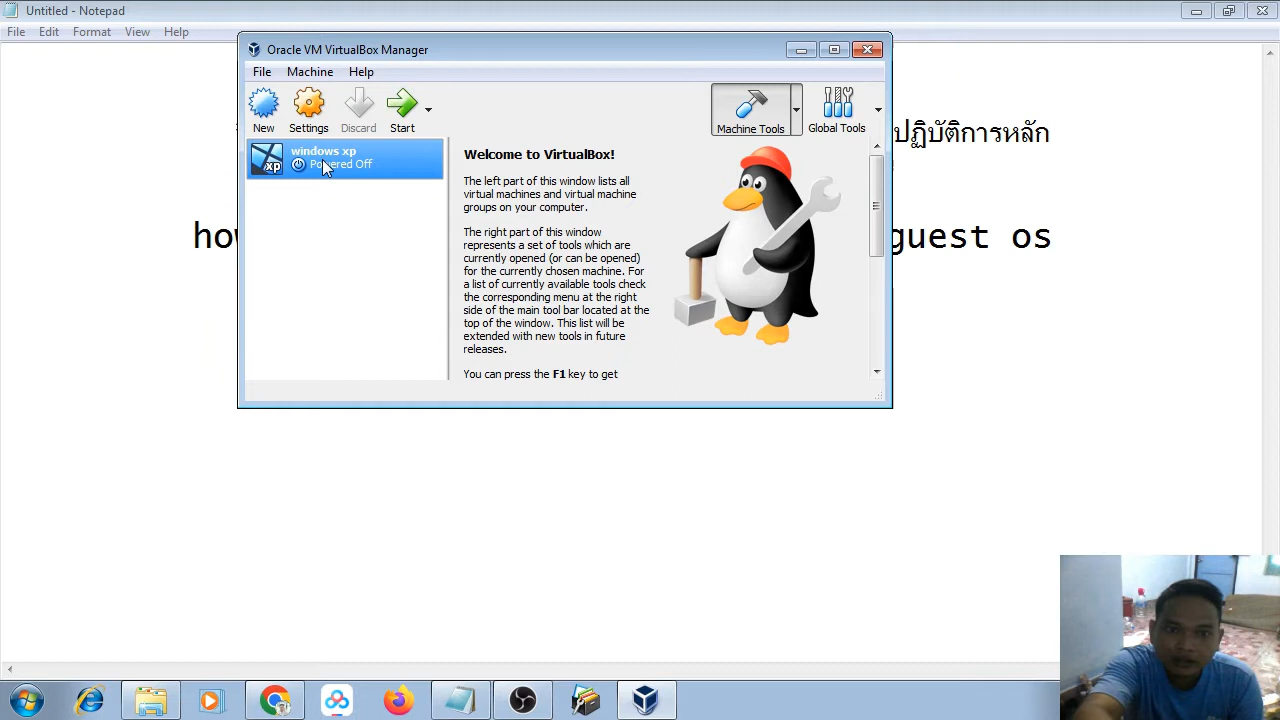 Untitled - Notepad
File Edit Format View Help
Oracle VM VirtualBox Manager
File Machine Help
New Settings Discard Start Machine Tools Global Tools
windows xp
Powered Off
XP
Welcome to VirtualBox!
The left part of this window lists all
virtual machines and virtual machine
groups on your computer.
The right part of this window
represents a set of tools which are
currently opened (or can be opened)
for the currently chosen machine. For
a list of currently available tools check
the corresponding menu at the right
side of the main tool bar located at the
top of the window. This list will be
extended with new tools in future
releases.
You can press the F1 key to get
ปฏิบัติการหลัก
guest os